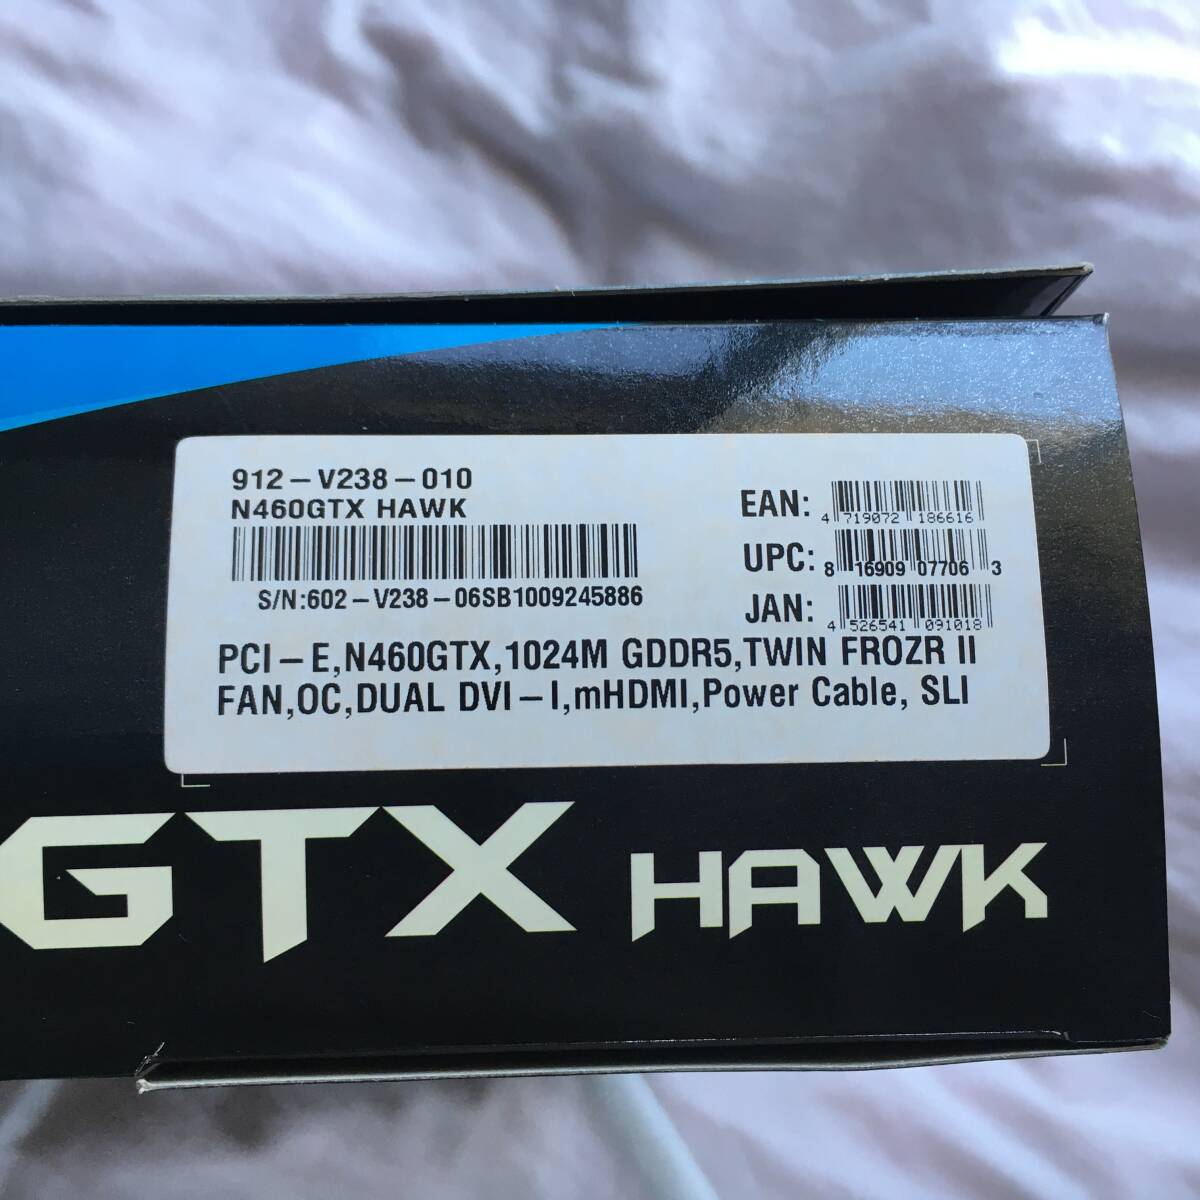 912-V238-010
N460GTX HAWK
S/N:602-V238-06SB1009245886
EAN:
4 719072 186616
UPC:
8 16909 07706 3
JAN:
4 526541 091018
PCI-E,N460GTX,1024M GDDR5,TWIN FROZR II
FAN,OC,DUAL DVI-I,mHDMI,Power Cable, SLI
GTX HAWK